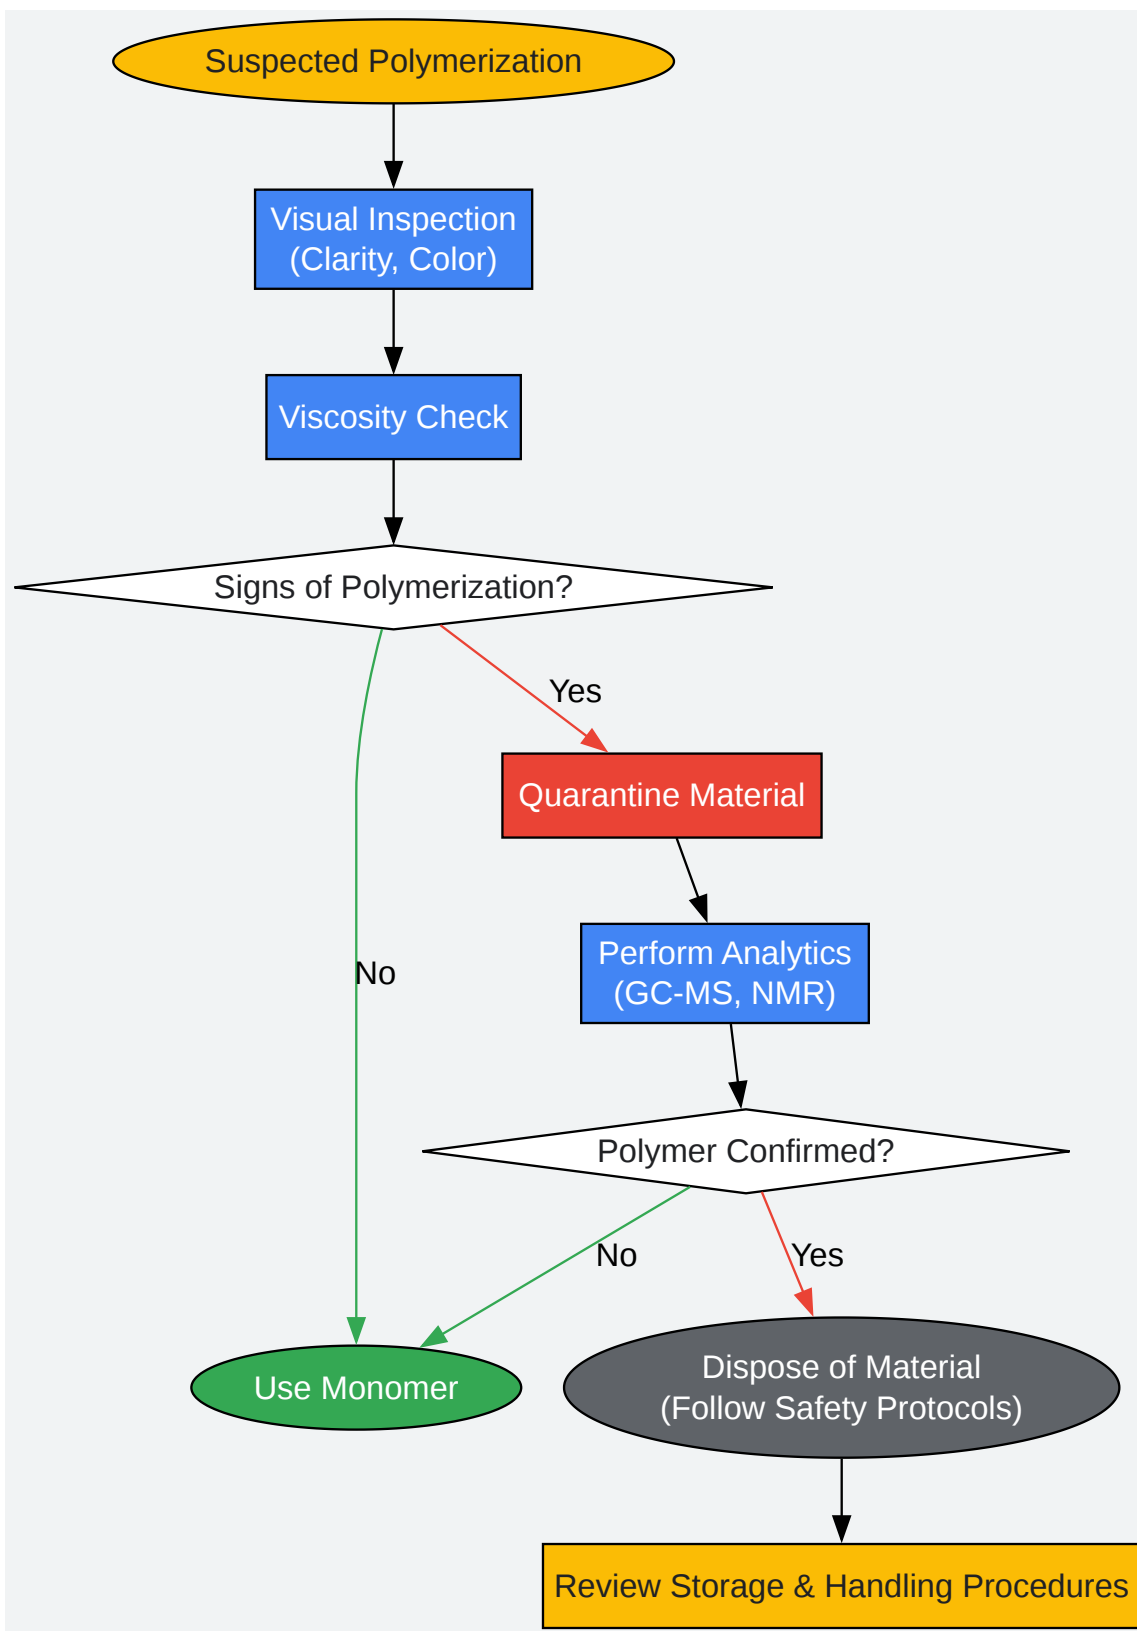 Suspected Polymerization
Visual Inspection
(Clarity, Color)
Viscosity Check
Signs of Polymerization?
Yes
Quarantine Material
Perform Analytics
(GC-MS, NMR)
No
Polymer Confirmed?
No
Yes
Use Monomer
Dispose of Material
(Follow Safety Protocols)
Review Storage & Handling Procedures